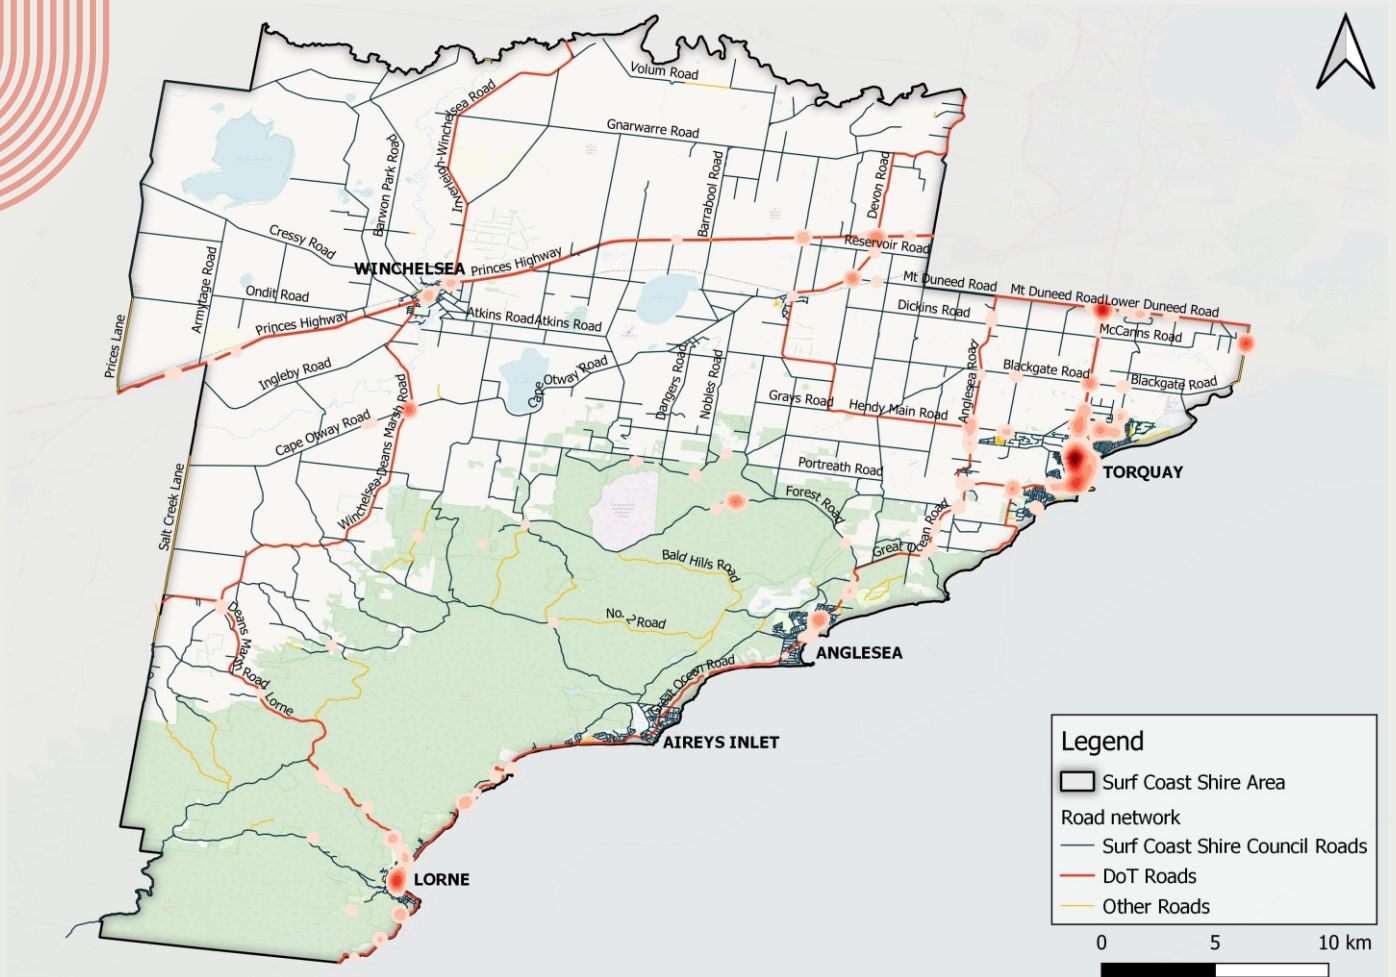 Volum Road
Inverleigh-Winchelsea Road
Gnarwarre Road
Barwon Park Road
Barrabool Road
Devon Road
Cressy Road
Reservoir Road
WINCHELSEA
Princes Highway
Armytage Road
Ondit Road
Mt Duneed Road
Mt Duneed Road
Lower Duneed Road
Dickins Road
Princes Highway
Atkins Road
Atkins Road
McCanns Road
Princes Lane
Ingleby Road
Cape Otway Road
Dangers Road
Nobles Road
Anglesea Road
Blackgate Road
Blackgate Road
Grays Road
Hendy Main Road
Cape Otway Road
Winchelsea-Deans Marsh Road
Portreath Road
TORQUAY
Salt Creek Lane
Forest Road
Great Ocean Road
Bald Hills Road
No. 2 Road
Deans Marsh Road
Lorne
ANGLESEA
Great Ocean Road
AIREYS INLET
LORNE
Legend
Surf Coast Shire Area
Road network
Surf Coast Shire Council Roads
DoT Roads
Other Roads
0 5 10 km